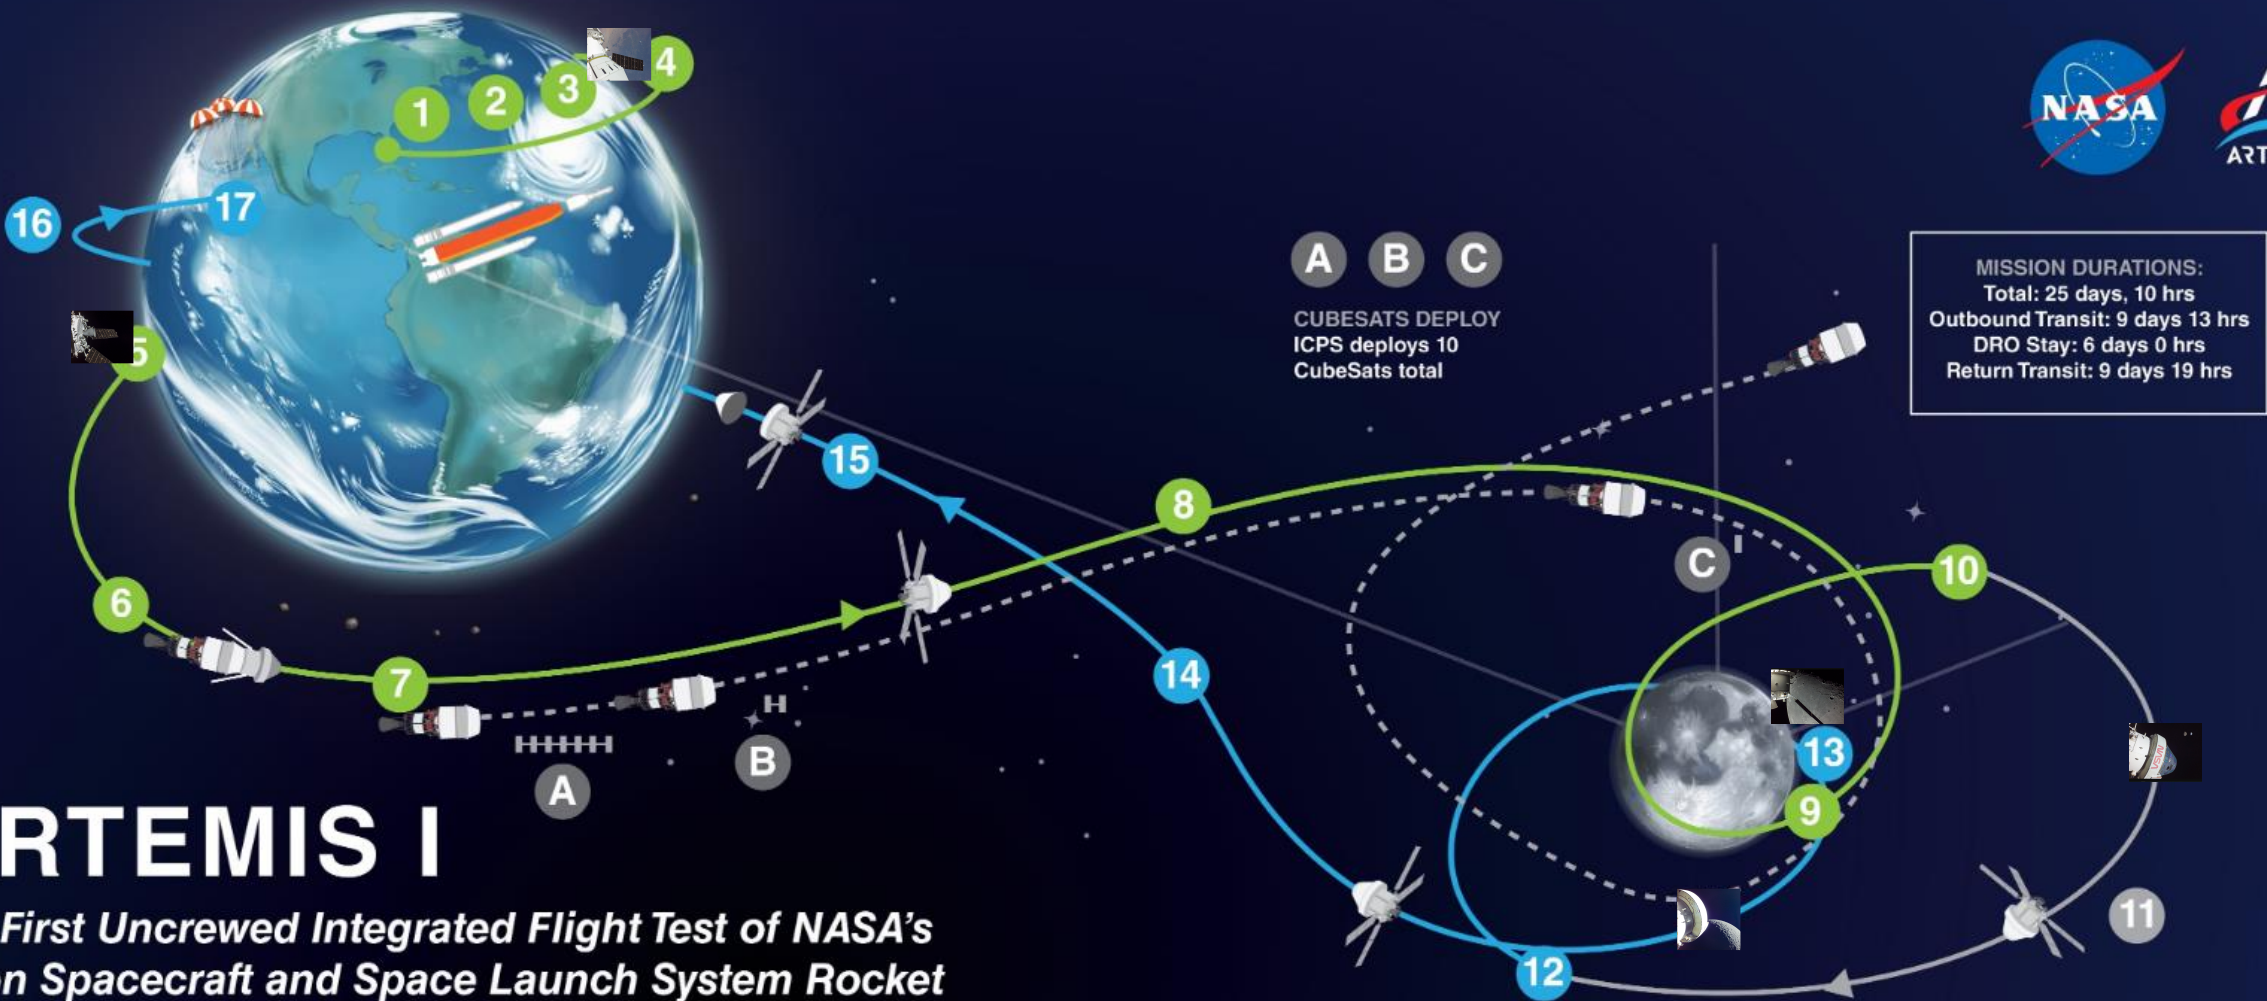 1
2
3
4
NASA
ART
16
17
A B C
CUBESATS DEPLOY
ICPS deploys 10
CubeSats total
MISSION DURATIONS:
Total: 25 days, 10 hrs
Outbound Transit: 9 days 13 hrs
DRO Stay: 6 days 0 hrs
Return Transit: 9 days 19 hrs
5
15
8
C
10
6
7
14
13
9
A
B
11
12
RTEMIS I
First Uncrewed Integrated Flight Test of NASA's
n Spacecraft and Space Launch System Rocket
NASA